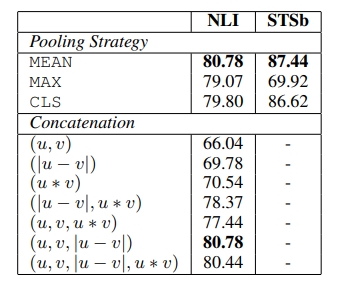 NLI STSb
Pooling Strategy
MEAN 80.78 87.44
MAX 79.07 69.92
CLS 79.80 86.62
Concatenation
(u, v) 66.04 -
(|u − v|) 69.78 -
(u ∗ v) 70.54 -
(|u − v|, u ∗ v) 78.37 -
(u, v, u ∗ v) 77.44 -
(u, v, |u − v|) 80.78 -
(u, v, |u − v|, u ∗ v) 80.44 -